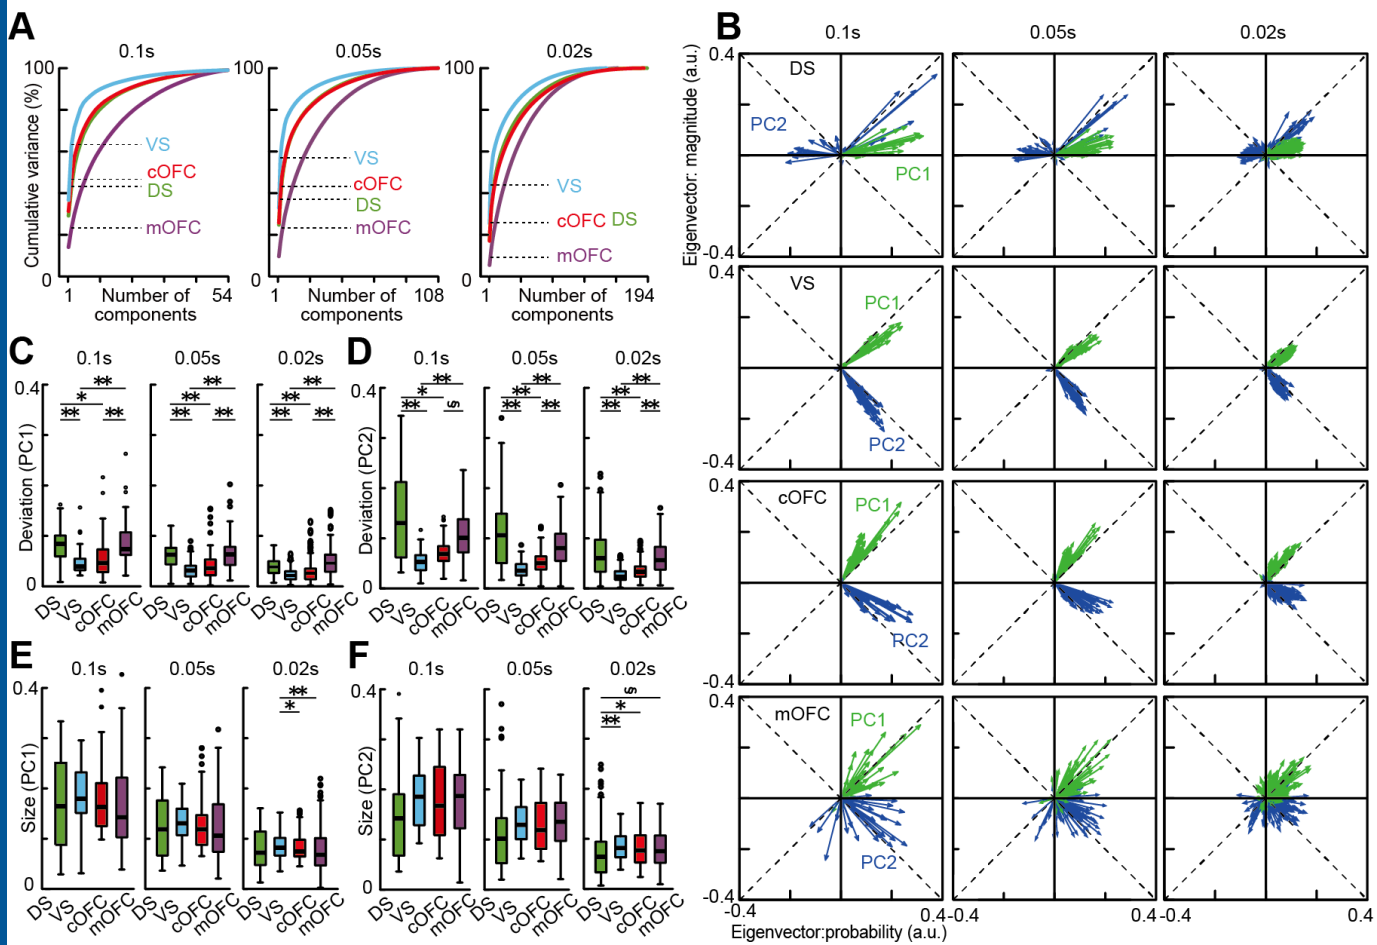 A
0.1s
0.05s
0.02s
Cumulative variance (%)
100
0
VS
cOFC
DS
mOFC
1
Number of components
54
100
0
VS
cOFC
DS
mOFC
1
Number of components
108
100
0
VS
cOFC DS
mOFC
1
Number of components
194
B
0.1s
0.05s
0.02s
Eigenvector: magnitude (a.u.)
0.4
DS
PC2
PC1
-0.4
0.4
VS
PC1
PC2
-0.4
0.4
cOFC
PC1
PC2
-0.4
0.4
mOFC
PC1
PC2
-0.4
-0.4
0.4
-0.4
0.4
-0.4
0.4
Eigenvector:probability (a.u.)
C
0.1s
0.05s
0.02s
Deviation (PC1)
0.4
0
**
*
** **
**
**
** **
**
**
** **
DS
VS
cOFC
mOFC
DS
VS
cOFC
mOFC
DS
VS
cOFC
mOFC
D
0.1s
0.05s
0.02s
Deviation (PC2)
0.4
0
**
*
** s
**
**
** **
**
**
** **
DS
VS
cOFC
mOFC
DS
VS
cOFC
mOFC
DS
VS
cOFC
mOFC
E
0.1s
0.05s
0.02s
Size (PC1)
0.4
0
**
*
DS
VS
cOFC
mOFC
DS
VS
cOFC
mOFC
DS
VS
cOFC
mOFC
F
0.1s
0.05s
0.02s
Size (PC2)
0.4
0
s
*
**
DS
VS
cOFC
mOFC
DS
VS
cOFC
mOFC
DS
VS
cOFC
mOFC